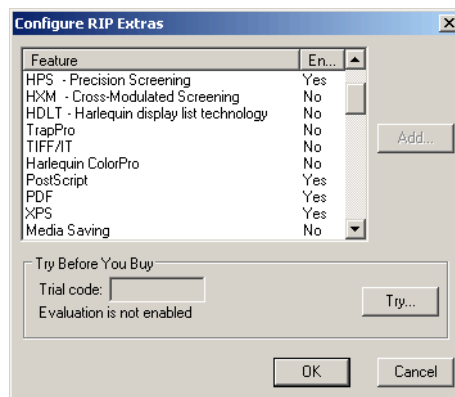 Configure RIP Extras
Feature En...
HPS - Precision Screening Yes
HXM - Cross-Modulated Screening No
HDLT - Harlequin display list technology No
TrapPro No
TIFF/IT No
Harlequin ColorPro No
PostScript Yes
PDF Yes
XPS Yes
Media Saving No
Add...
Try Before You Buy
Trial code:
Evaluation is not enabled
Try...
OK Cancel